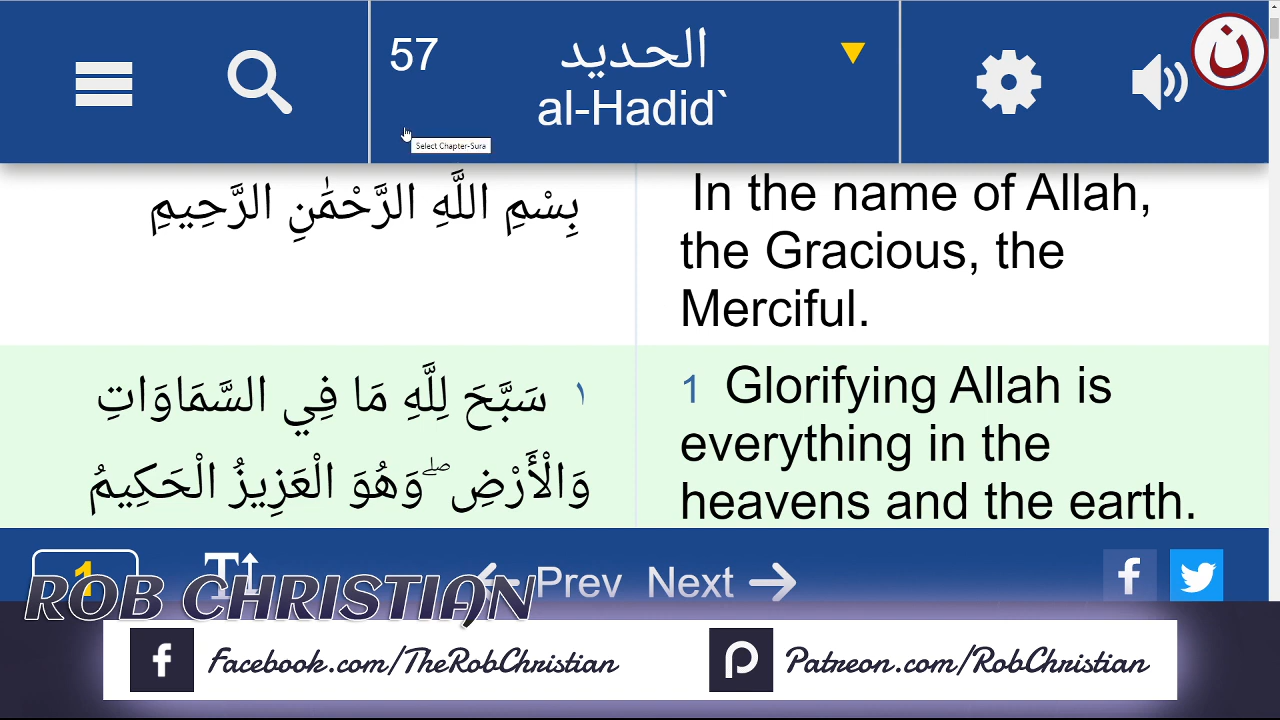 57
الحديد
al-Hadid`
ن
Select Chapter-Sura
بِسْمِ اللَّهِ الرَّحْمَٰنِ الرَّحِيمِ
In the name of Allah,
the Gracious, the
Merciful.
١ سَبَّحَ لِلَّهِ مَا فِي السَّمَاوَاتِ
وَالْأَرْضِ ۖ وَهُوَ الْعَزِيزُ الْحَكِيمُ
1 Glorifying Allah is
everything in the
heavens and the earth.
1
Prev Next
ROB CHRISTIAN
Facebook.com/TheRobChristian
Patreon.com/RobChristian